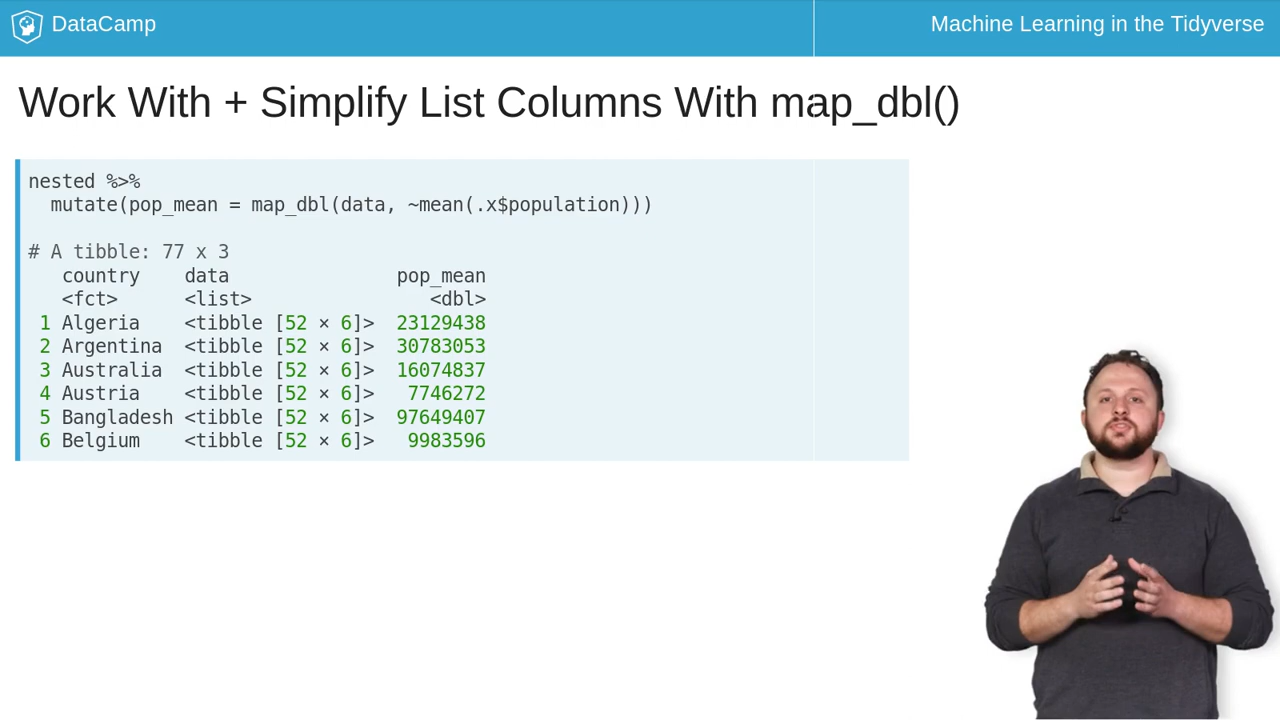 DataCamp
Machine Learning in the Tidyverse
Work With + Simplify List Columns With map_dbl()
nested %>%
  mutate(pop_mean = map_dbl(data, ~mean(.x$population)))
# A tibble: 77 x 3
   country    data               pop_mean
   <fct>      <list>                <dbl>
 1 Algeria    <tibble [52 × 6]>  23129438
 2 Argentina  <tibble [52 × 6]>  30783053
 3 Australia  <tibble [52 × 6]>  16074837
 4 Austria    <tibble [52 × 6]>   7746272
 5 Bangladesh <tibble [52 × 6]>  97649407
 6 Belgium    <tibble [52 × 6]>   9983596